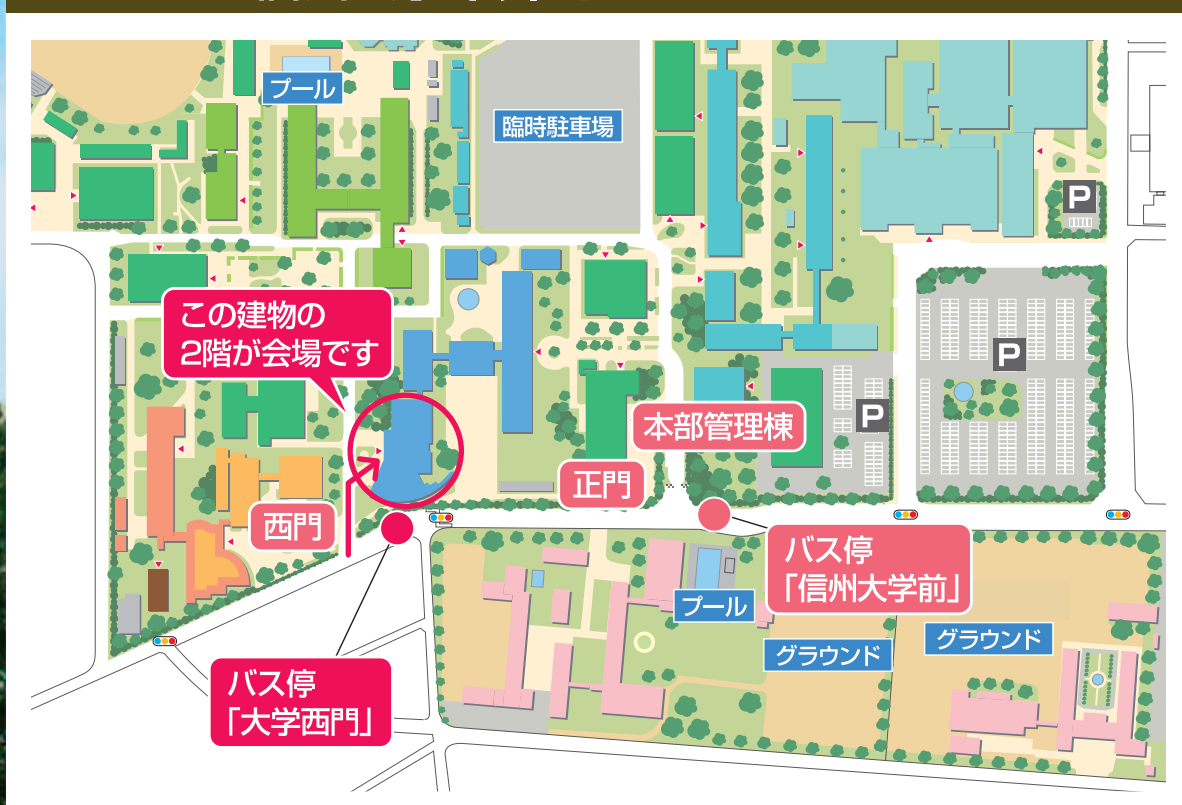 プール
臨時駐車場
P
この建物の
2階が会場です
P
P
本部管理棟
正門
西門
バス停
「信州大学前」
プール
グラウンド
グラウンド
バス停
「大学西門」